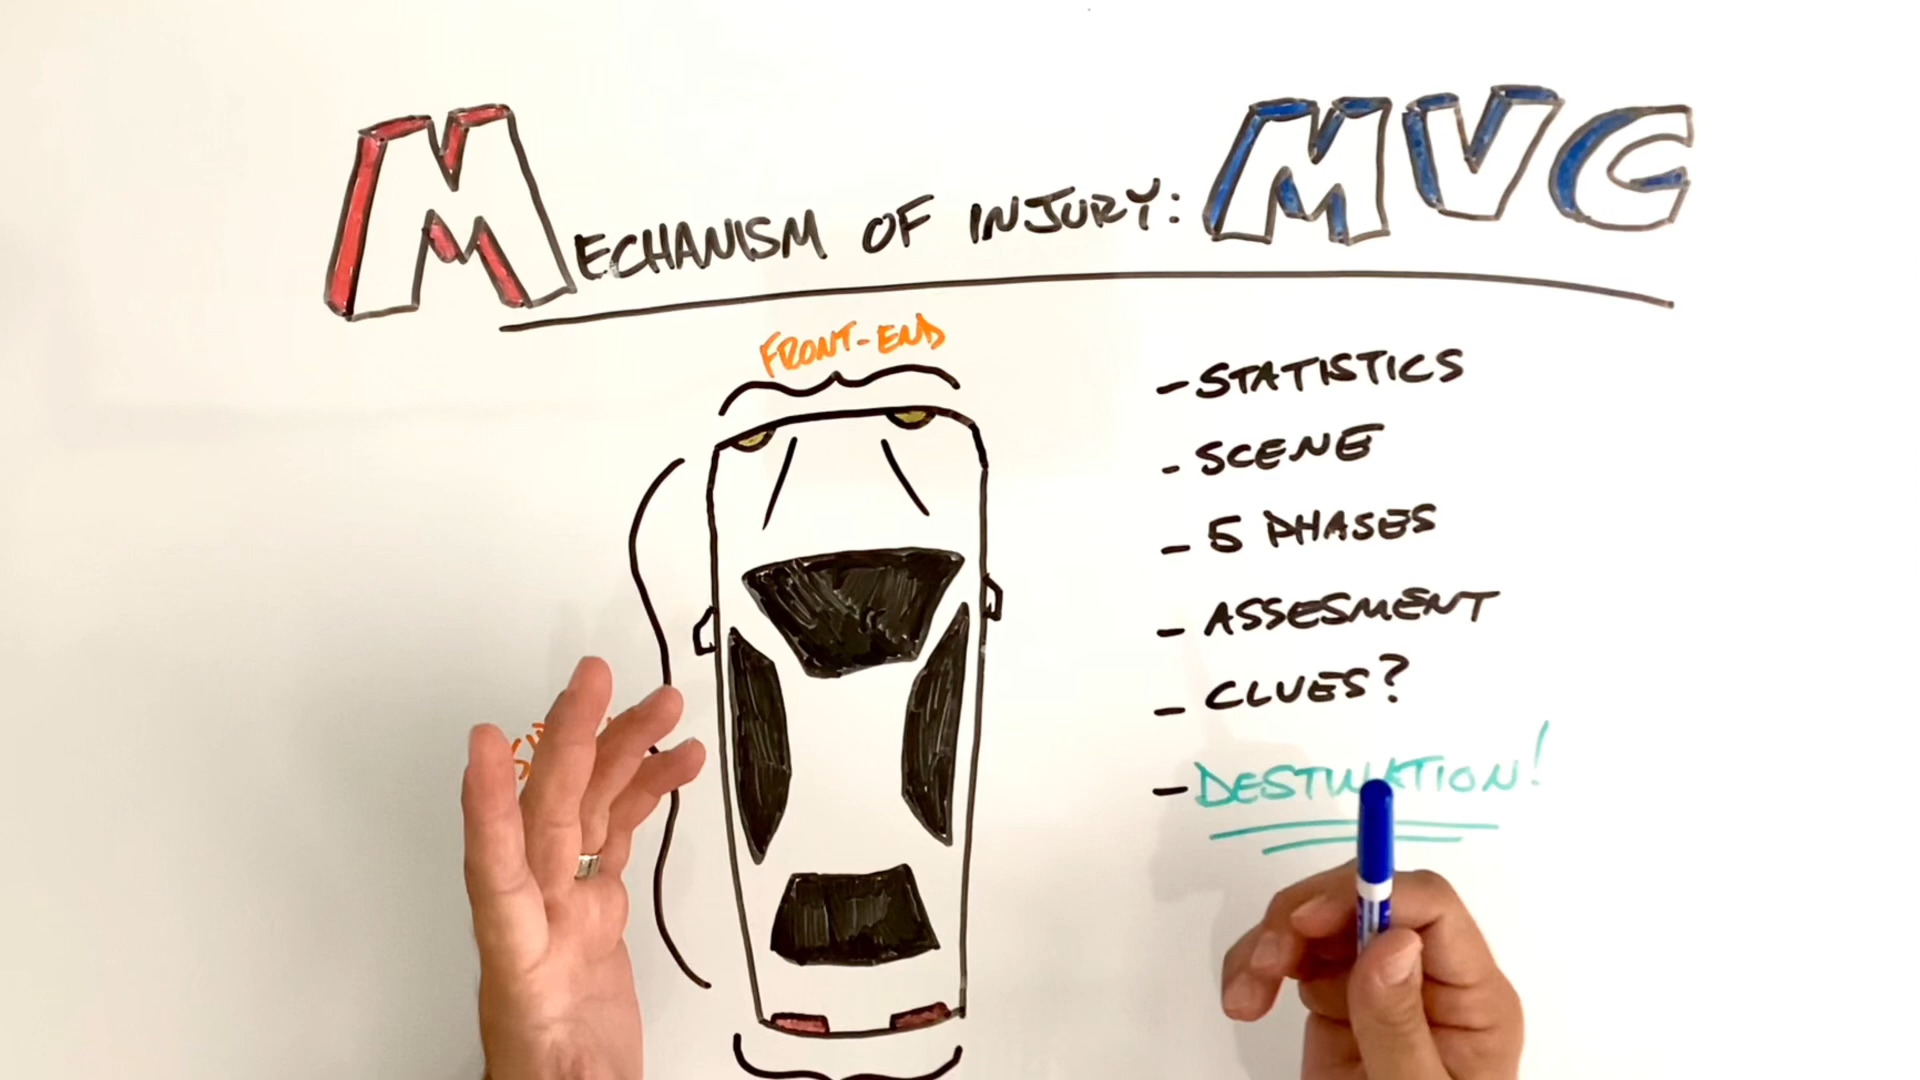 MECHANISM OF INJURY: MVC
FRONT-END
- STATISTICS
- SCENE
- 5 PHASES
- ASSESMENT
- CLUES?
- DESTINATION!